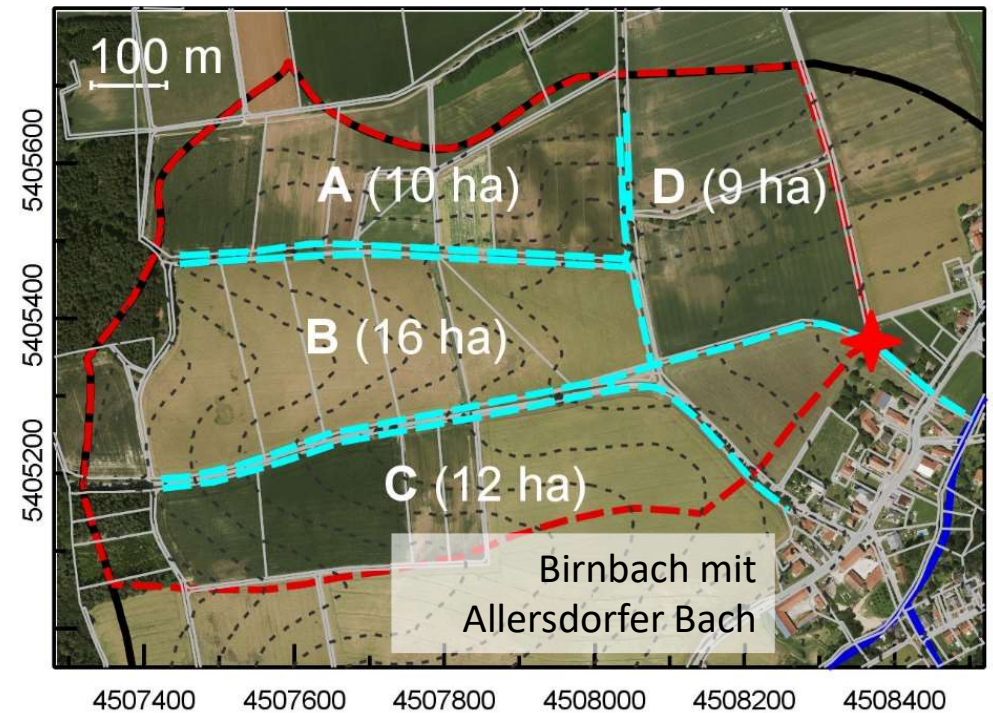 100 m
5405600
5405400
5405200
A (10 ha)
D (9 ha)
B (16 ha)
C (12 ha)
Birnbach mit
Allersdorfer Bach
4507400 4507600 4507800 4508000 4508200 4508400